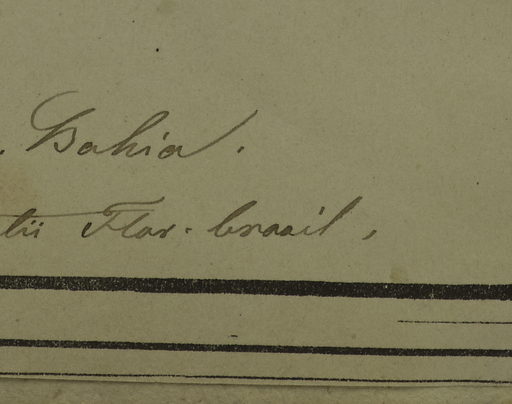 . Bahia.
tii Flor. brasil,